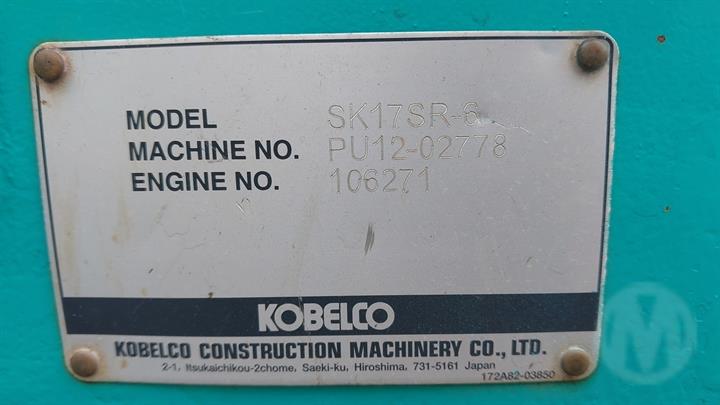 MODEL SK17SR-6
MACHINE NO. PU12-02778
ENGINE NO. 106271
KOBELCO
KOBELCO CONSTRUCTION MACHINERY CO., LTD.
2-1, Itsukaichikou-2chome, Saeki-ku, Hiroshima, 731-5161 Japan
172A82-03850
M